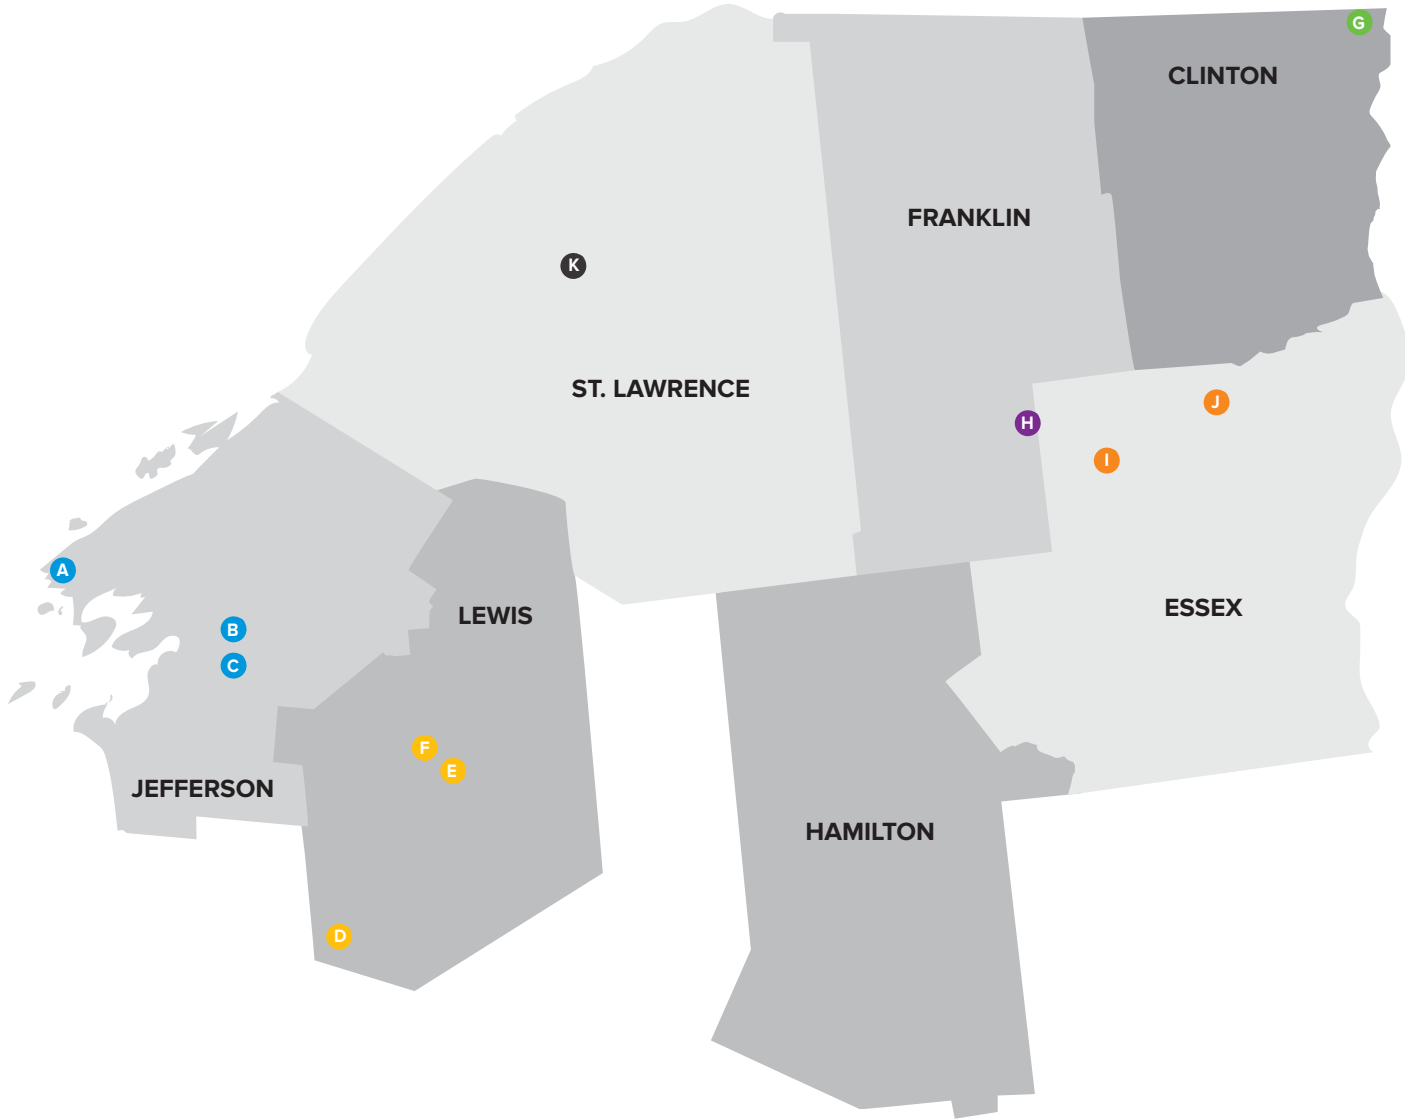 G
CLINTON
FRANKLIN
K
ST. LAWRENCE
J
H
I
A
ESSEX
LEWIS
B
C
F
E
JEFFERSON
HAMILTON
D